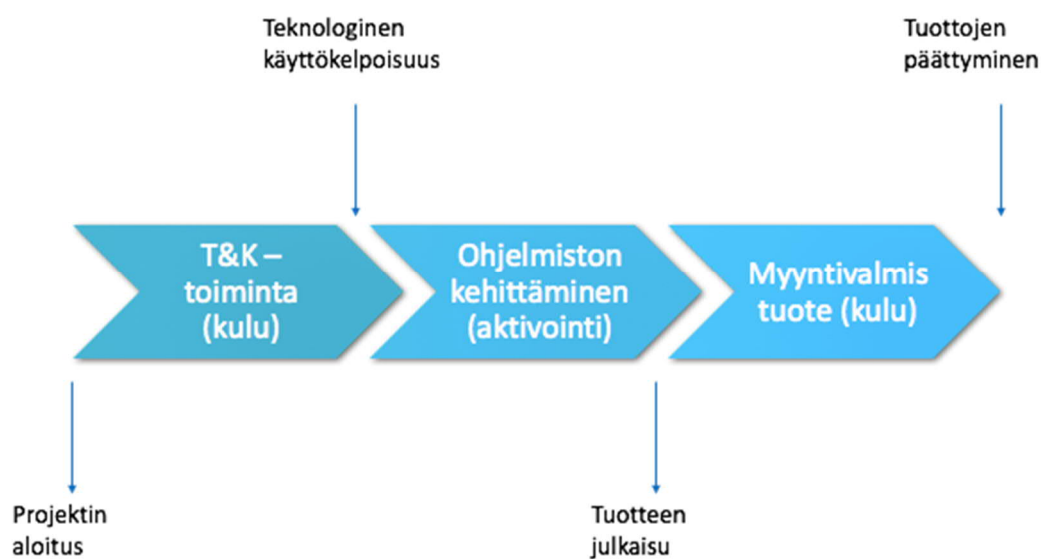 Teknologinen
käyttökelpoisuus
Tuottojen
päättyminen
T&K –
toiminta
(kulu)
Ohjelmiston
kehittäminen
(aktivointi)
Myyntivalmis
tuote (kulu)
Projektin
aloitus
Tuotteen
julkaisu